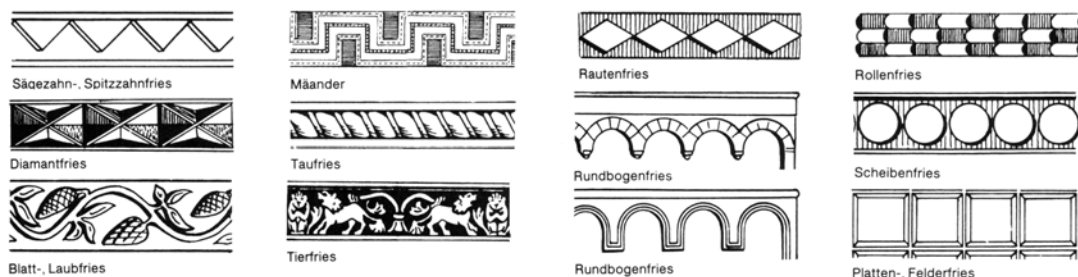 Sägezahn-, Spitzzahnfries
Mäander
Rautenfries
Rollenfries
Diamantfries
Taufries
Rundbogenfries
Scheibenfries
Blatt-, Laubfries
Tierfries
Rundbogenfries
Platten-, Felderfries